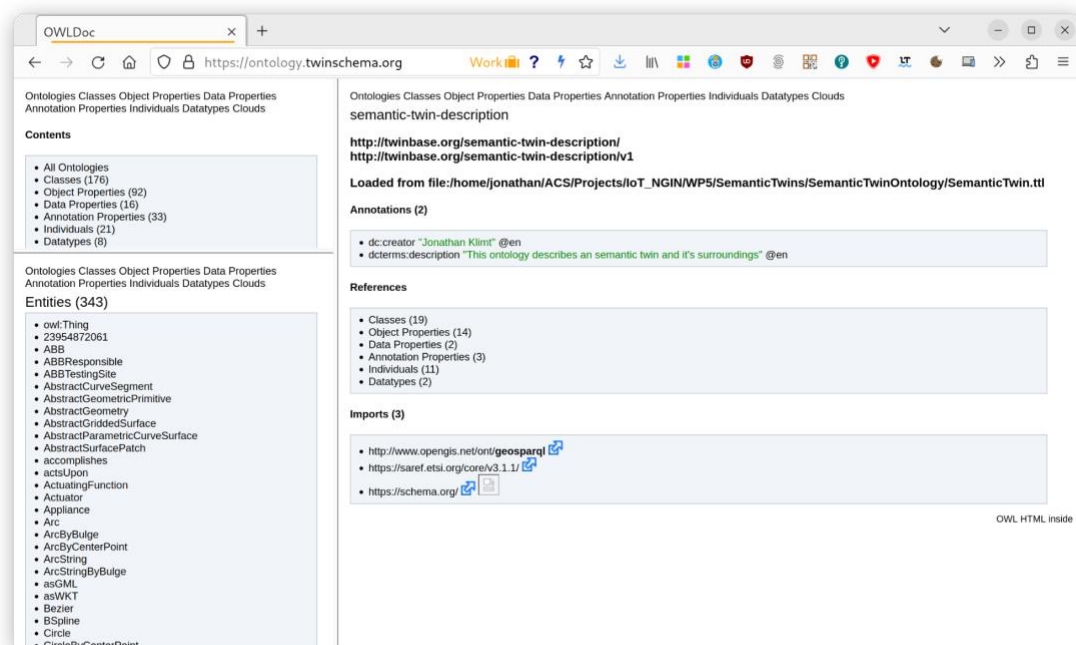 OWLDoc
https://ontology.twinschema.org
Work
Ontologies Classes Object Properties Data Properties
Annotation Properties Individuals Datatypes Clouds
Contents
All Ontologies
Classes (176)
Object Properties (92)
Data Properties (16)
Annotation Properties (33)
Individuals (21)
Datatypes (8)
Ontologies Classes Object Properties Data Properties
Annotation Properties Individuals Datatypes Clouds
Entities (343)
owl:Thing
23954872061
ABB
ABBResponsible
ABBTestingSite
AbstractCurveSegment
AbstractGeometricPrimitive
AbstractGeometry
AbstractGriddedSurface
AbstractParametricCurveSurface
AbstractSurfacePatch
accomplishes
actsUpon
ActuatingFunction
Actuator
Appliance
Arc
ArcByBulge
ArcByCenterPoint
ArcString
ArcStringByBulge
asGML
asWKT
Bezier
BSpline
Circle
CircleByCenterPoint
Ontologies Classes Object Properties Data Properties Annotation Properties Individuals Datatypes Clouds
semantic-twin-description
http://twinbase.org/semantic-twin-description/
http://twinbase.org/semantic-twin-description/v1
Loaded from file:/home/jonathan/ACS/Projects/IoT_NGIN/WP5/SemanticTwins/SemanticTwinOntology/SemanticTwin.ttl
Annotations (2)
dc:creator "Jonathan Klimt" @en
dcterms:description "This ontology describes an semantic twin and it's surroundings" @en
References
Classes (19)
Object Properties (14)
Data Properties (2)
Annotation Properties (3)
Individuals (11)
Datatypes (2)
Imports (3)
http://www.opengis.net/ont/geosparql
https://saref.etsi.org/core/v3.1.1/
https://schema.org/
OWL HTML inside